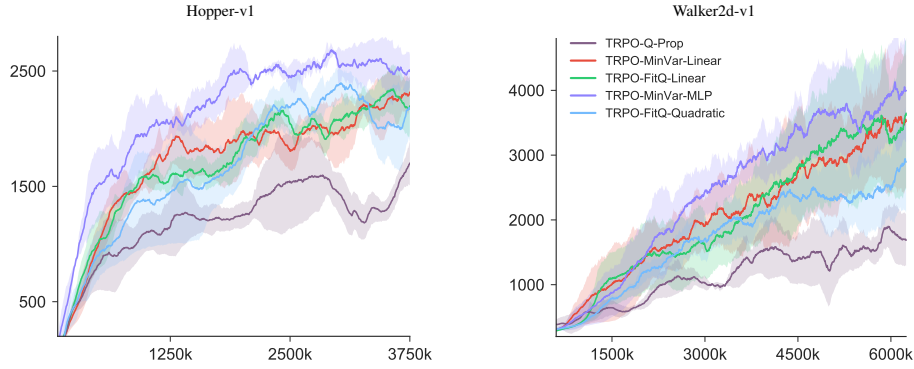 Hopper-v1
2500
1500
500
1250k
2500k
3750k
Walker2d-v1
TRPO-Q-Prop
TRPO-MinVar-Linear
TRPO-FitQ-Linear
TRPO-MinVar-MLP
TRPO-FitQ-Quadratic
4000
3000
2000
1000
1500k
3000k
4500k
6000k